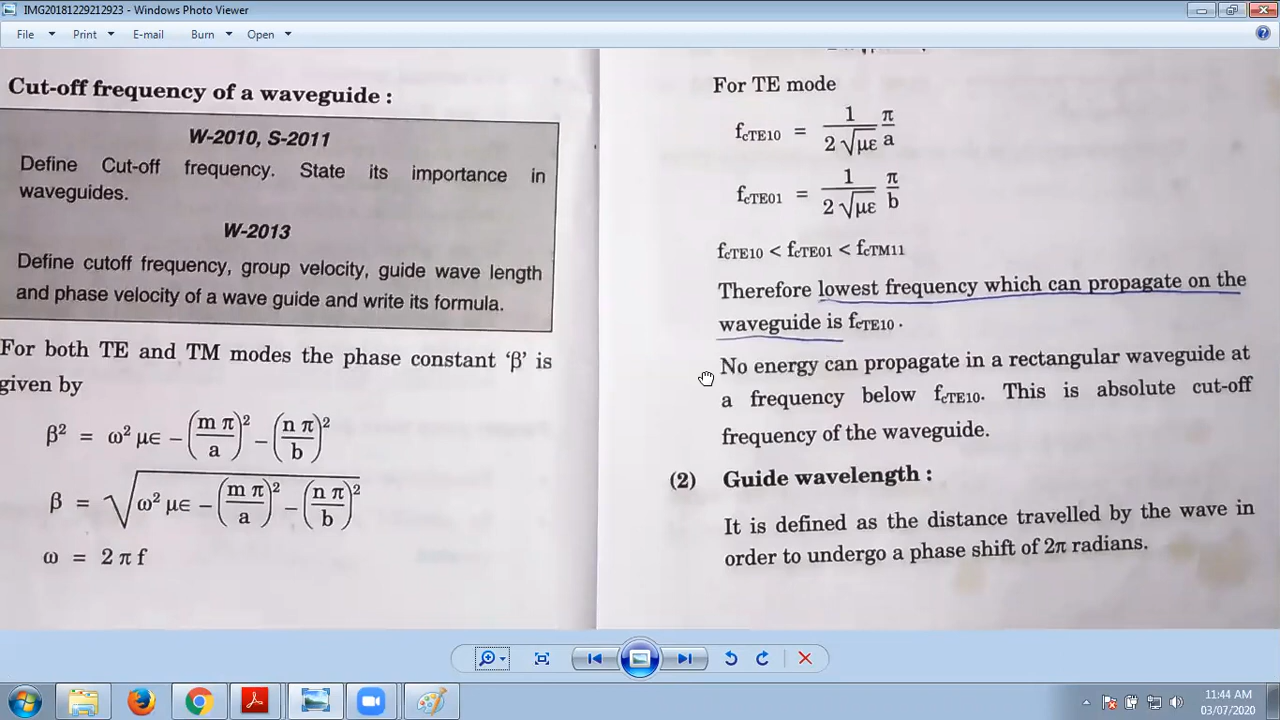 IMG20181229212923 - Windows Photo Viewer
File Print E-mail Burn Open
Cut-off frequency of a waveguide :
W-2010, S-2011
Define Cut-off frequency. State its importance in
waveguides.
W-2013
Define cutoff frequency, group velocity, guide wave length
and phase velocity of a wave guide and write its formula.
For both TE and TM modes the phase constant ‘β’ is
given by
β² = ω² με − (m π / a)² − (n π / b)²
β = √(ω² με − (m π / a)² − (n π / b)²)
ω = 2 π f
For TE mode
fcTE10 = 1 / 2 √με π / a
fcTE01 = 1 / 2 √με π / b
fcTE10 < fcTE01 < fcTM11
Therefore lowest frequency which can propagate on the
waveguide is fcTE10 .
No energy can propagate in a rectangular waveguide at
a frequency below fcTE10. This is absolute cut-off
frequency of the waveguide.
(2) Guide wavelength :
It is defined as the distance travelled by the wave in
order to undergo a phase shift of 2π radians.
11:44 AM
03/07/2020